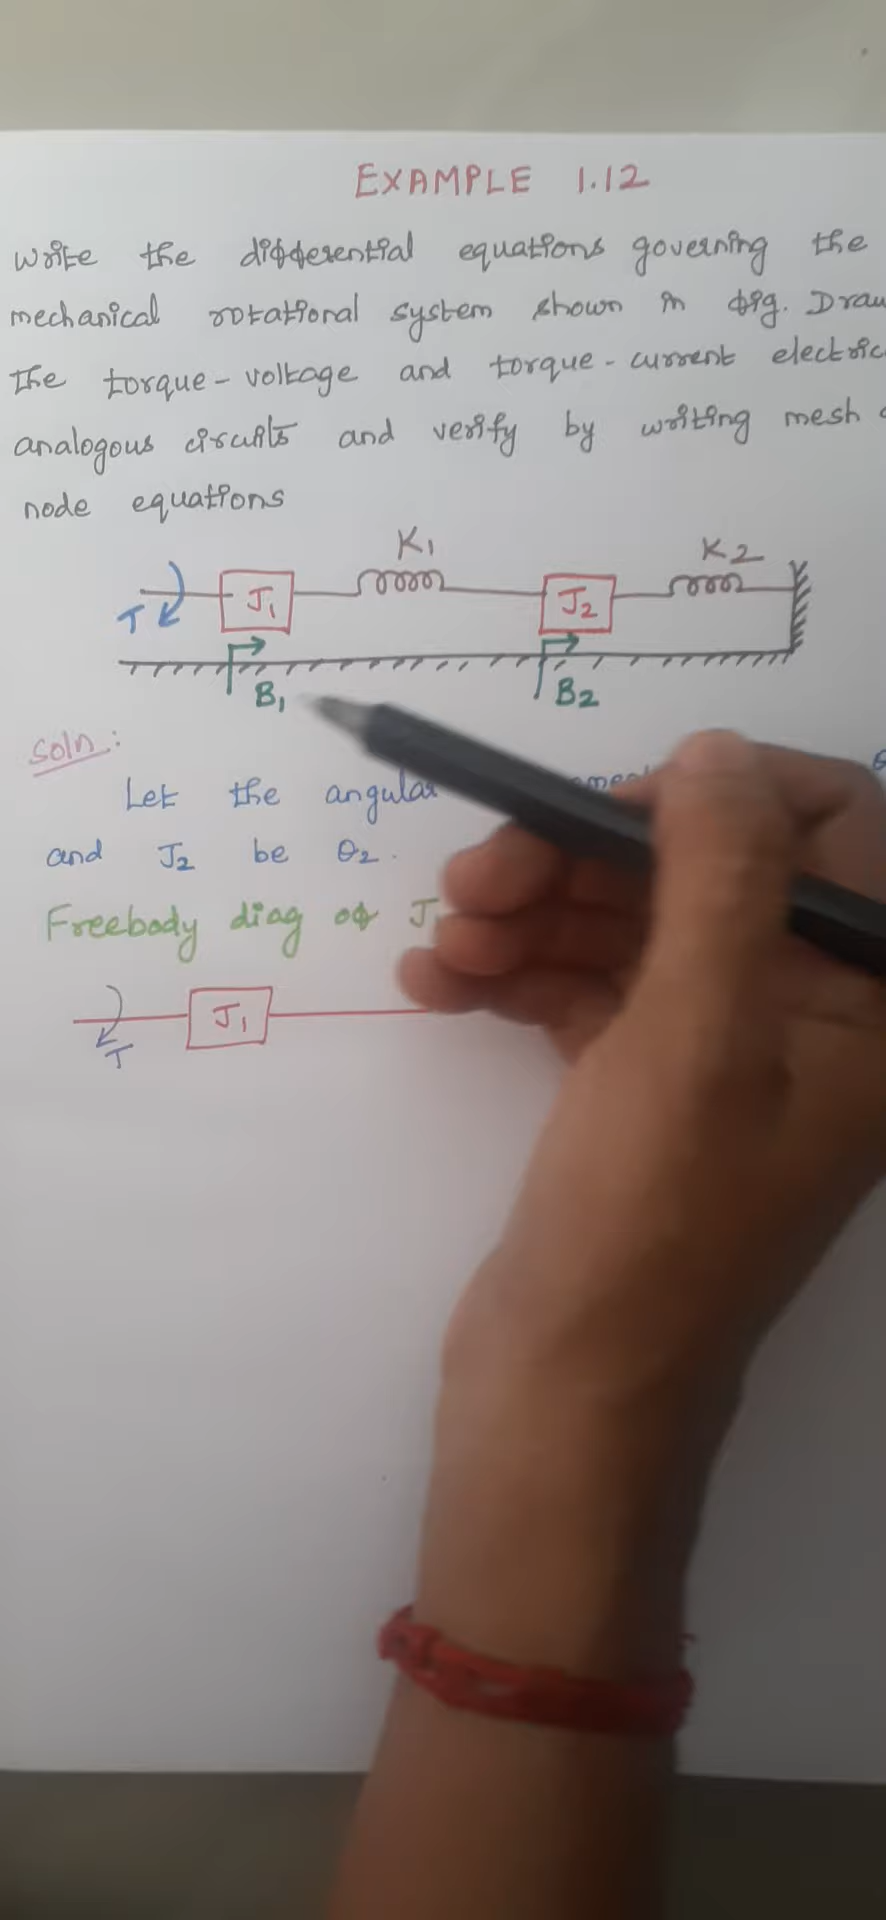 EXAMPLE 1.12
Write the differential equations governing the
mechanical rotational system shown in fig. Draw
the torque-voltage and torque-current
analogous circuits and verify by writing mesh
node equations
K1 K2
T J1 J2
B1 B2
Soln:
Let the angular
and J2 be θ2.
Freebody diag of
J1
T